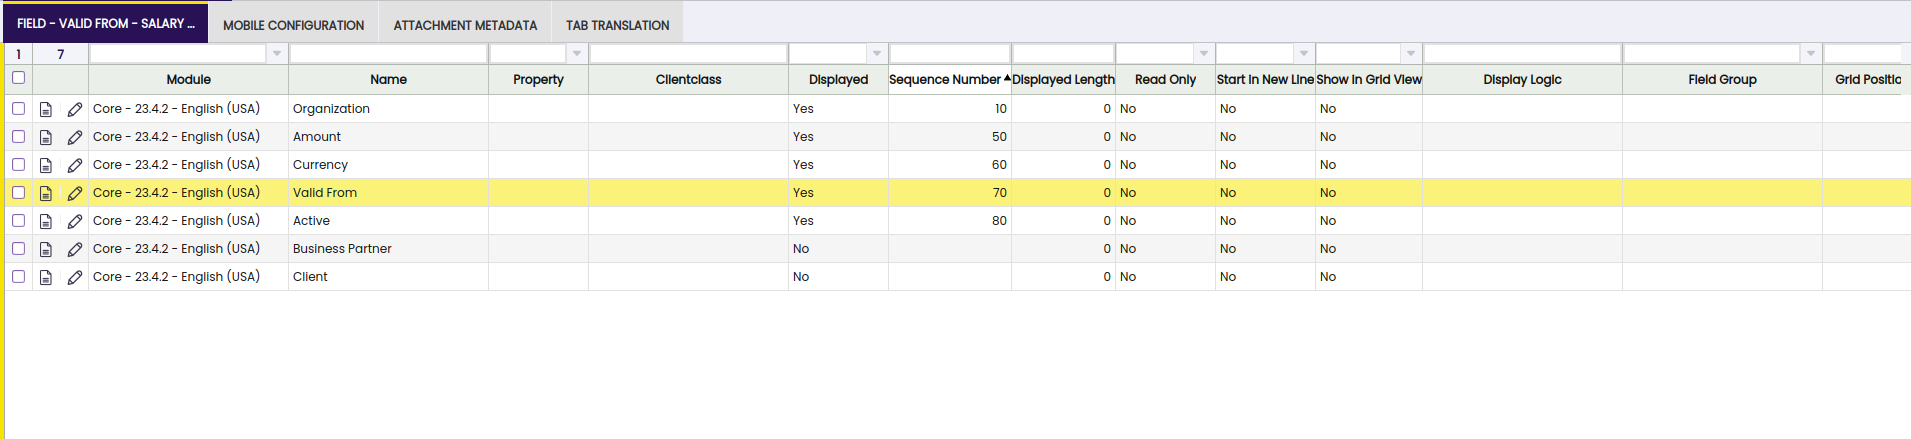 FIELD - VALID FROM - SALARY ... MOBILE CONFIGURATION ATTACHMENT METADATA TAB TRANSLATION
1 7
Module Name Property Clientclass Displayed Sequence Number Displayed Length Read Only Start In New Line Show In Grid View Display Logic Field Group Grid Positio
Core - 23.4.2 - English (USA) Organization Yes 10 0 No No No
Core - 23.4.2 - English (USA) Amount Yes 50 0 No No No
Core - 23.4.2 - English (USA) Currency Yes 60 0 No No No
Core - 23.4.2 - English (USA) Valid From Yes 70 0 No No No
Core - 23.4.2 - English (USA) Active Yes 80 0 No No No
Core - 23.4.2 - English (USA) Business Partner No 0 No No No
Core - 23.4.2 - English (USA) Client No 0 No No No